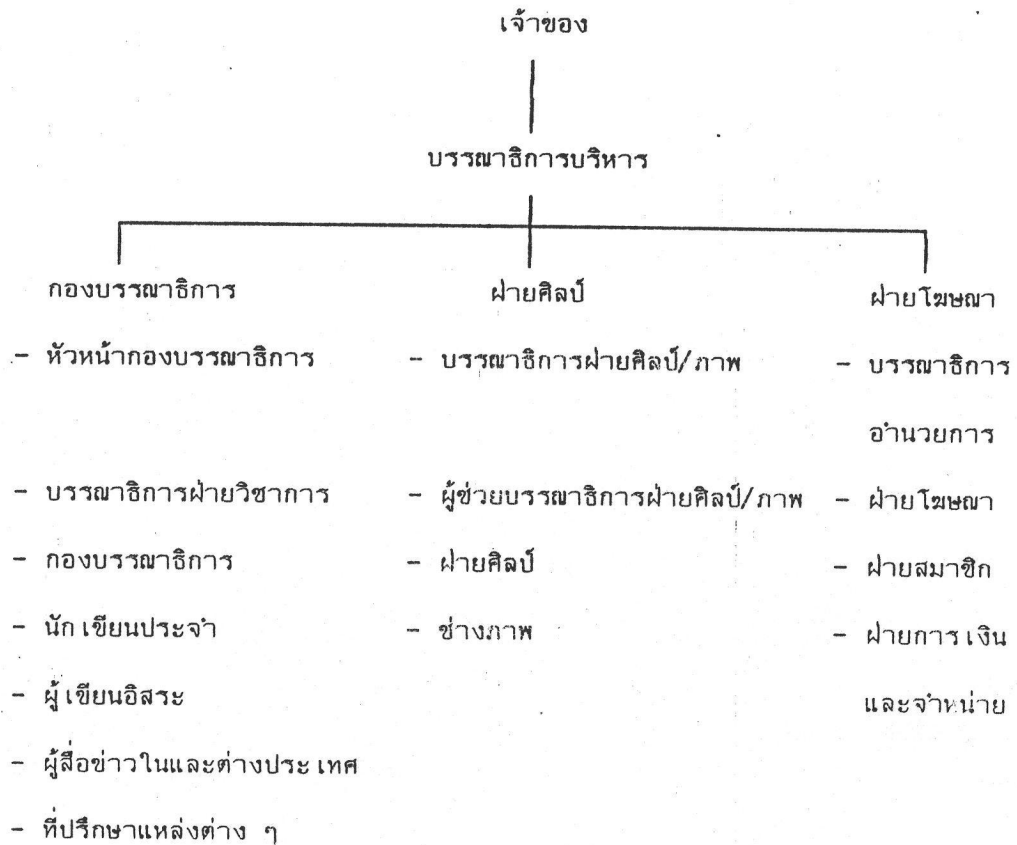 เจ้าของ
บรรณาธิการบริหาร
กองบรรณาธิการ
- หัวหน้ากองบรรณาธิการ
- บรรณาธิการฝ่ายวิชาการ
- กองบรรณาธิการ
- นักเขียนประจำ
- ผู้เขียนอิสระ
- ผู้สื่อข่าวในและต่างประเทศ
- ที่ปรึกษาแหล่งต่าง ๆ
ฝ่ายศิลป์
- บรรณาธิการฝ่ายศิลป์/ภาพ
- ผู้ช่วยบรรณาธิการฝ่ายศิลป์/ภาพ
- ฝ่ายศิลป์
- ช่างภาพ
ฝ่ายโฆษณา
- บรรณาธิการ
อำนวยการ
- ฝ่ายโฆษณา
- ฝ่ายสมาชิก
- ฝ่ายการเงิน
และจำหน่าย